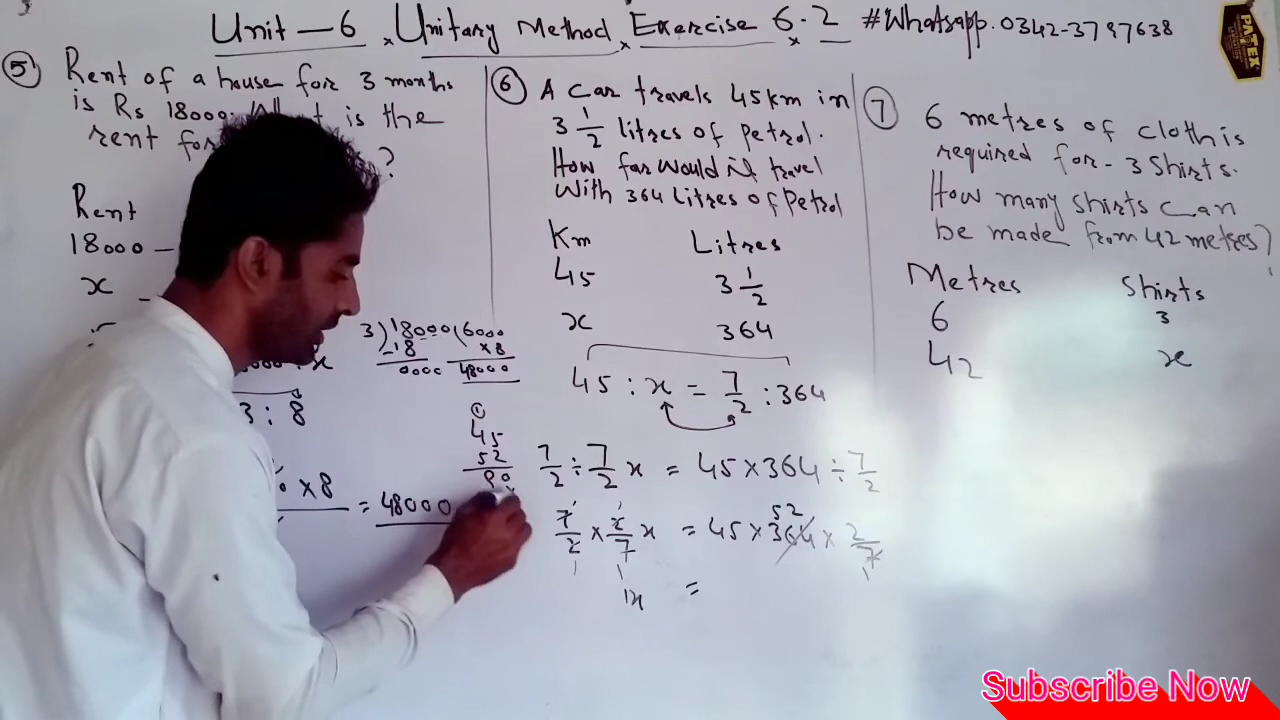 Unit-6 Unitary Method Exercise 6.2 #Whatsapp.0342-3797638
PATEX
5 Rent of a house for 3 months
is Rs 18000. is the
rent for ?
Rent
18000 -
x -
3)18000(6000
-18 ×8
0000 48000
x
3 : 8
×8 = 48000
6 A car travels 45km in
3 1/2 litres of petrol.
How far would it travel
with 364 Litres of Petrol
Km Litres
45 3 1/2
x 364
45 : x = 7/2 : 364
45
52
90
7/2 ÷ 7/2 x = 45 × 364 ÷ 7/2
52
7/2 × 2/7 x = 45 × 364 × 2/7
1x =
7 6 metres of cloth is
required for - 3 Shirts.
How many shirts can
be made from 42 metres?
Metres Shirts
6 3
42 x
Subscribe Now